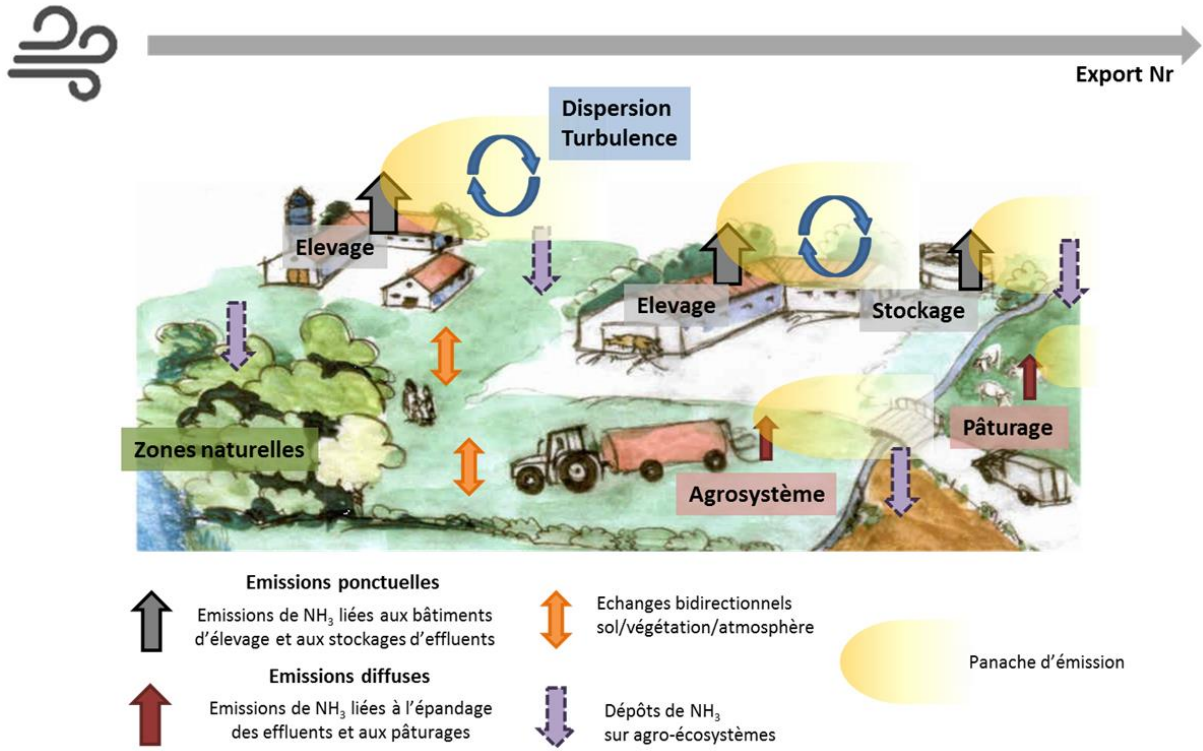 Export Nr
Dispersion
Turbulence
Elevage
Elevage
Stockage
Zones naturelles
Pâturage
Agrosystème
Emissions ponctuelles
Emissions de NH₃ liées aux bâtiments
d'élevage et aux stockages d'effluents
Emissions diffuses
Emissions de NH₃ liées à l'épandage
des effluents et aux pâturages
Echanges bidirectionnels
sol/végétation/atmosphère
Dépôts de NH₃
sur agro-écosystèmes
Panache d'émission